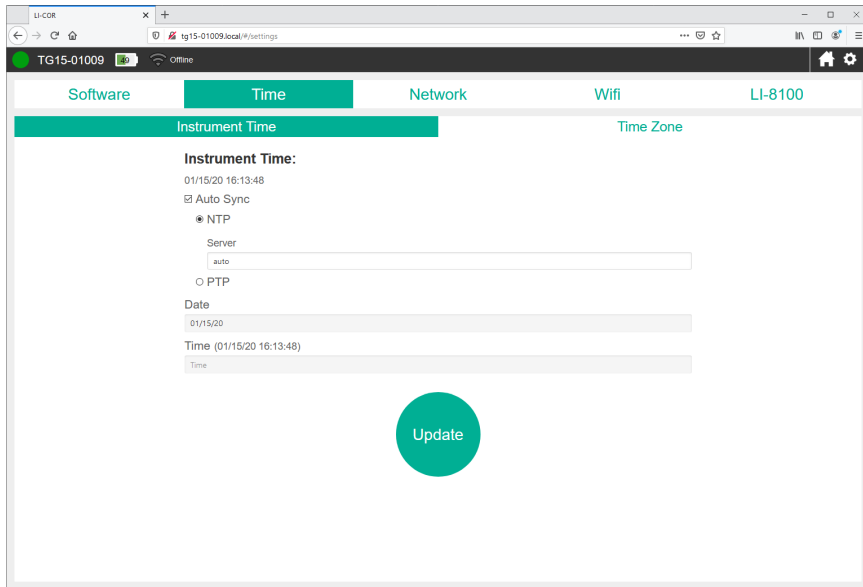 LI-COR
tg15-01009.local/#/settings
TG15-01009 49 Offline
Software Time Network Wifi LI-8100
Instrument Time Time Zone
Instrument Time:
01/15/20 16:13:48
Auto Sync
NTP
Server
auto
PTP
Date
01/15/20
Time (01/15/20 16:13:48)
Time
Update